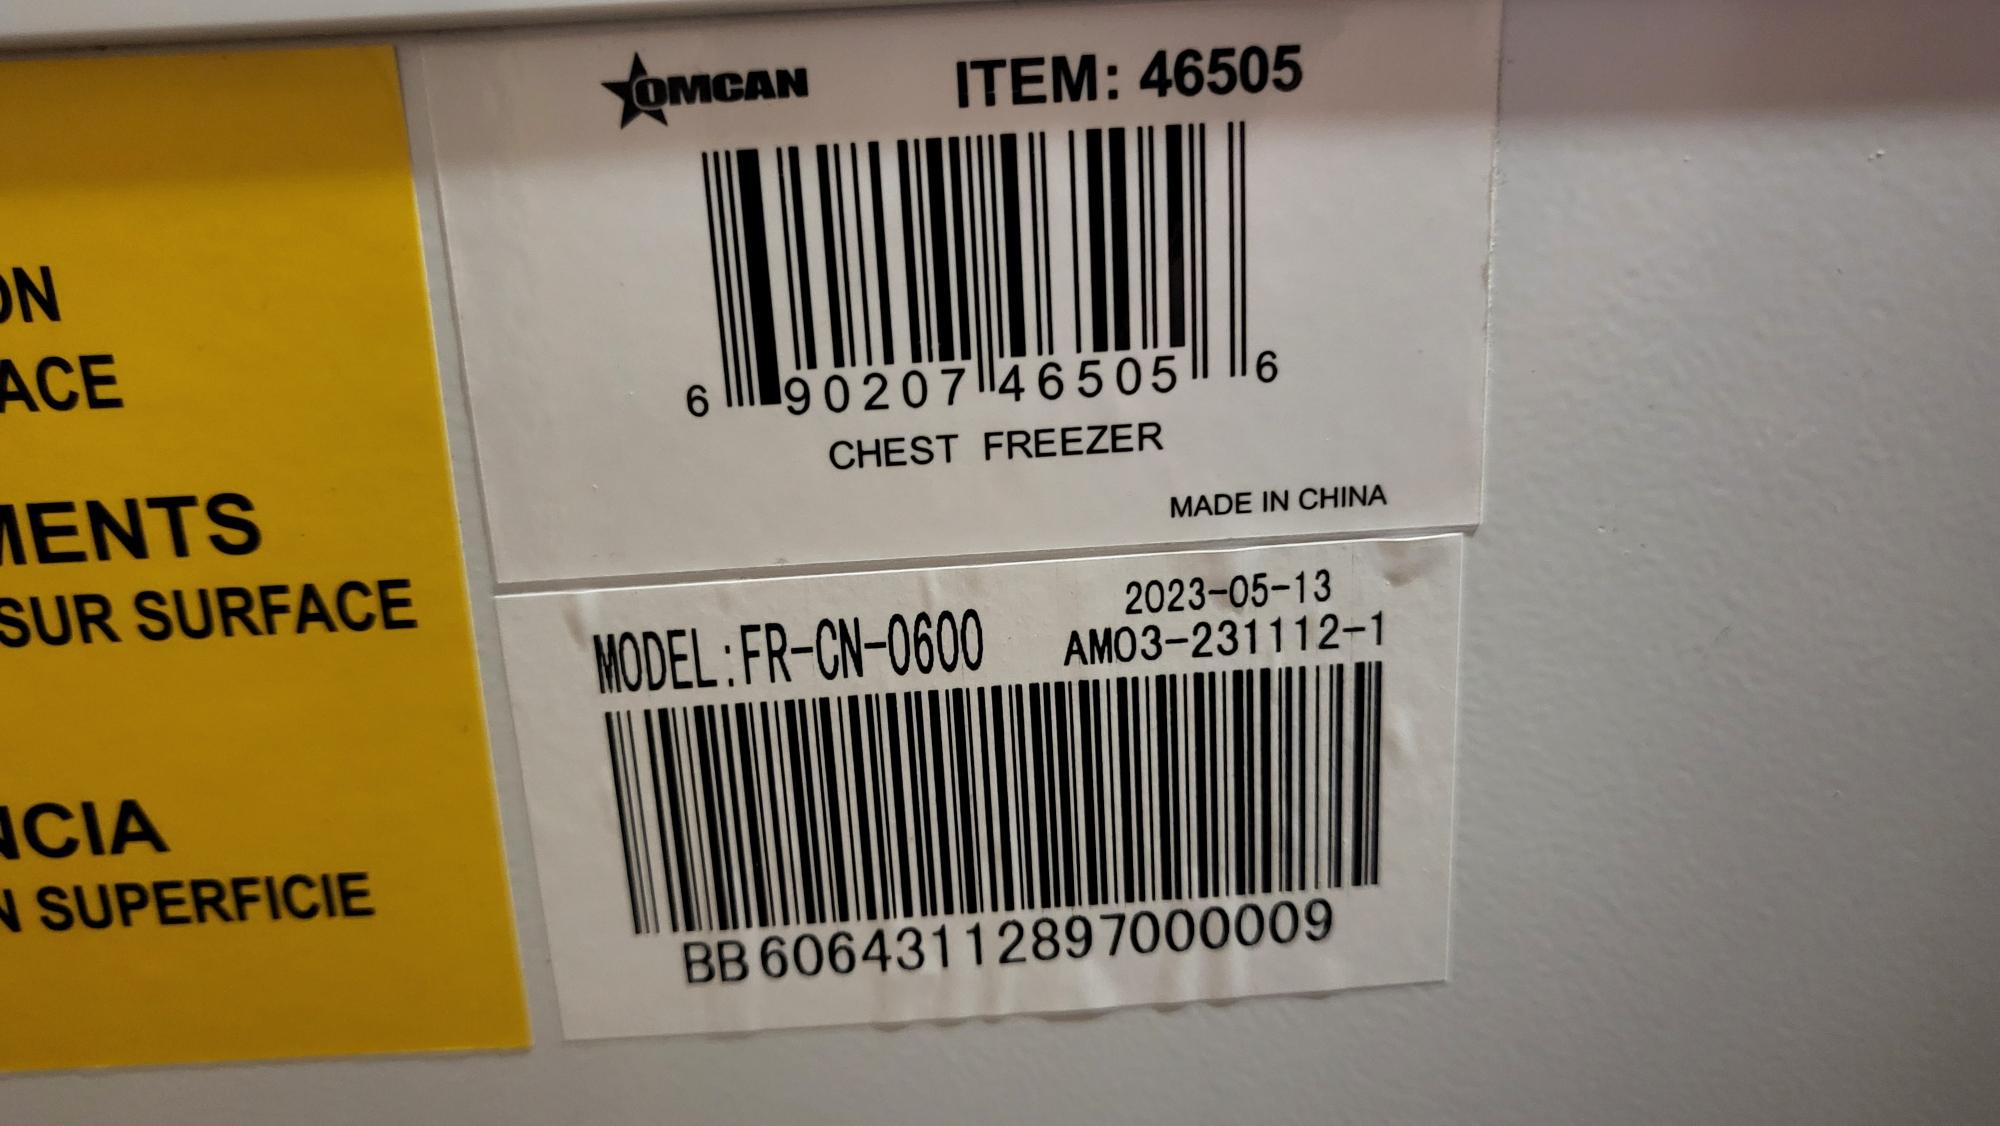 ON
ACE
MENTS
SUR SURFACE
NCIA
N SUPERFICIE
OMCAN
ITEM: 46505
6 90207 46505 6
CHEST FREEZER
MADE IN CHINA
2023-05-13
MODEL:FR-CN-0600 AM03-231112-1
BB606431128970000009